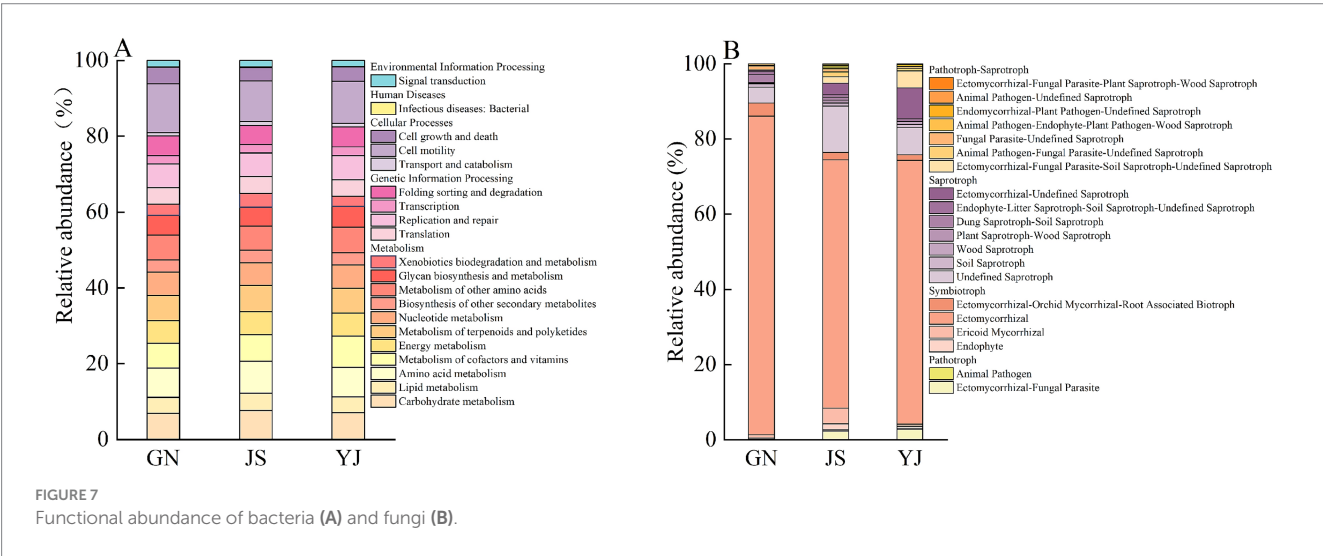 A
Relative abundance (%)
100
80
60
40
20
0
GN JS YJ
Environmental Information Processing
Signal transduction
Human Diseases
Infectious diseases: Bacterial
Cellular Processes
Cell growth and death
Cell motility
Transport and catabolism
Genetic Information Processing
Folding sorting and degradation
Transcription
Replication and repair
Translation
Metabolism
Xenobiotics biodegradation and metabolism
Glycan biosynthesis and metabolism
Metabolism of other amino acids
Biosynthesis of other secondary metabolites
Nucleotide metabolism
Metabolism of terpenoids and polyketides
Energy metabolism
Metabolism of cofactors and vitamins
Amino acid metabolism
Lipid metabolism
Carbohydrate metabolism
B
Relative abundance (%)
100
80
60
40
20
0
GN JS YJ
Pathotroph-Saprotroph
Ectomycorrhizal-Fungal Parasite-Plant Saprotroph-Wood Saprotroph
Animal Pathogen-Undefined Saprotroph
Endomycorrhizal-Plant Pathogen-Undefined Saprotroph
Animal Pathogen-Endophyte-Plant Pathogen-Wood Saprotroph
Fungal Parasite-Undefined Saprotroph
Animal Pathogen-Fungal Parasite-Undefined Saprotroph
Ectomycorrhizal-Fungal Parasite-Soil Saprotroph-Undefined Saprotroph
Saprotroph
Ectomycorrhizal-Undefined Saprotroph
Endophyte-Litter Saprotroph-Soil Saprotroph-Undefined Saprotroph
Dung Saprotroph-Soil Saprotroph
Plant Saprotroph-Wood Saprotroph
Wood Saprotroph
Soil Saprotroph
Undefined Saprotroph
Symbiotroph
Ectomycorrhizal-Orchid Mycorrhizal-Root Associated Biotroph
Ectomycorrhizal
Ericoid Mycorrhizal
Endophyte
Pathotroph
Animal Pathogen
Ectomycorrhizal-Fungal Parasite
FIGURE 7
Functional abundance of bacteria (A) and fungi (B).